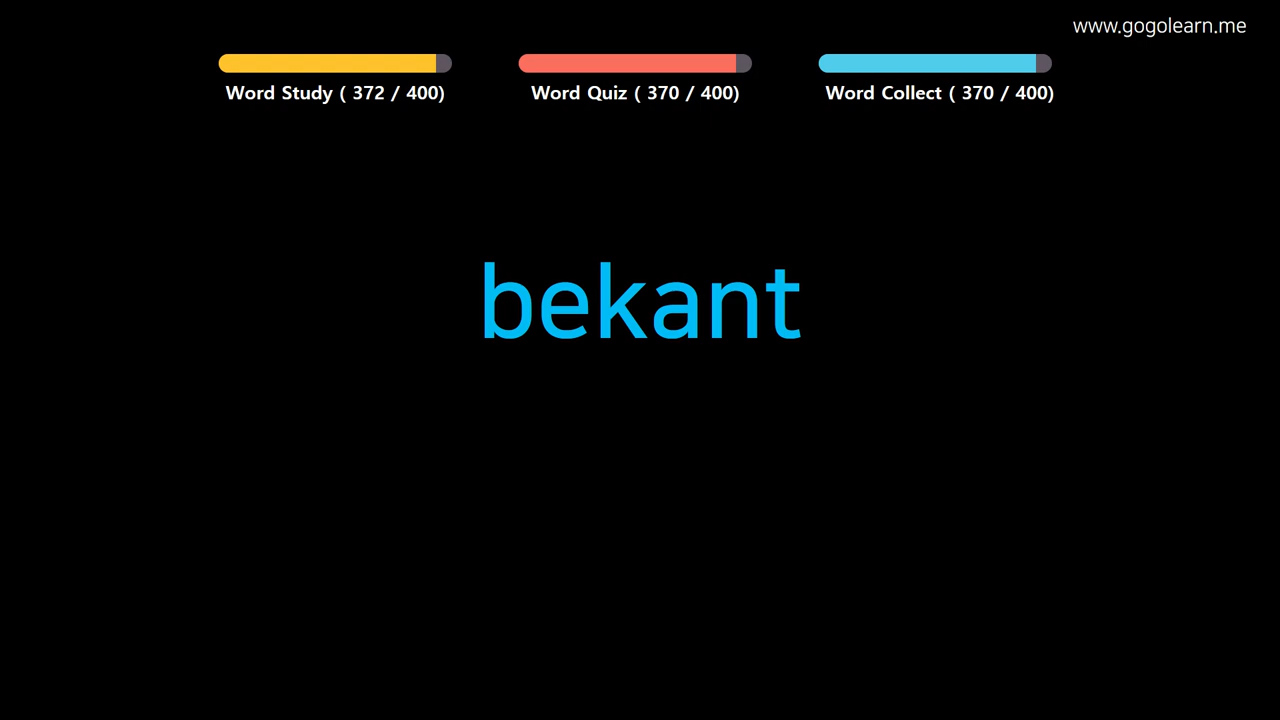 www.gogolearn.me
Word Study ( 372 / 400)
Word Quiz ( 370 / 400)
Word Collect ( 370 / 400)
bekant